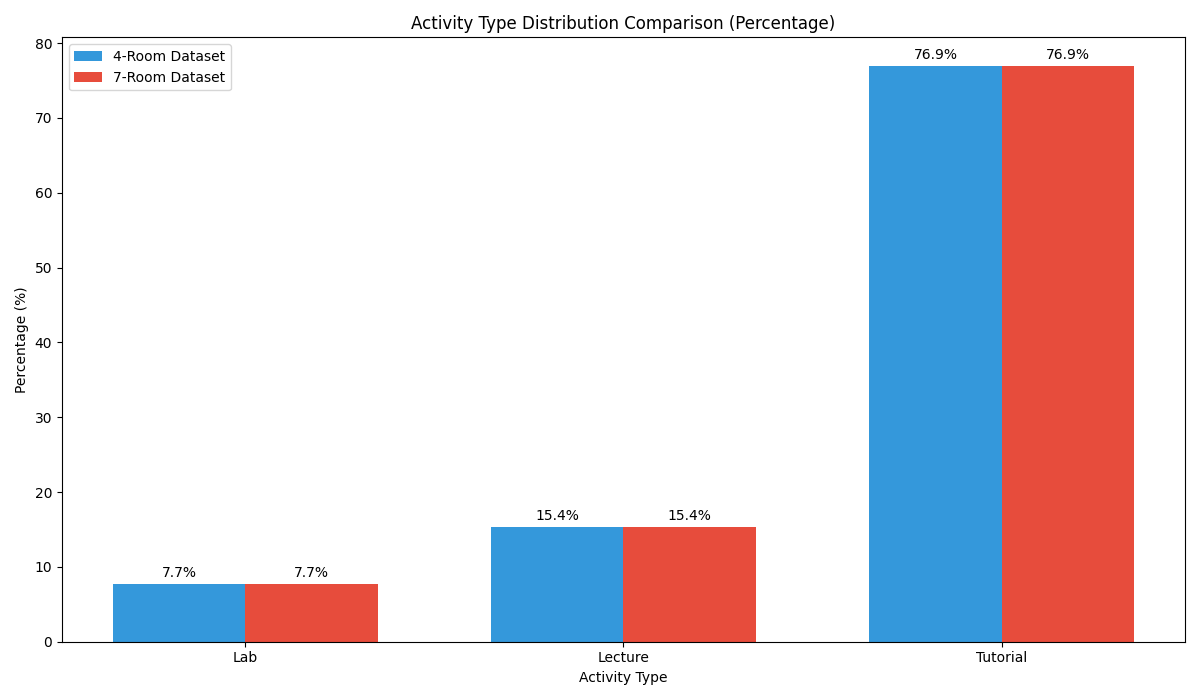 Activity Type Distribution Comparison (Percentage)
4-Room Dataset
7-Room Dataset
Percentage (%)
80
70
60
50
40
30
20
10
0
7.7%
7.7%
15.4%
15.4%
76.9%
76.9%
Lab
Lecture
Tutorial
Activity Type